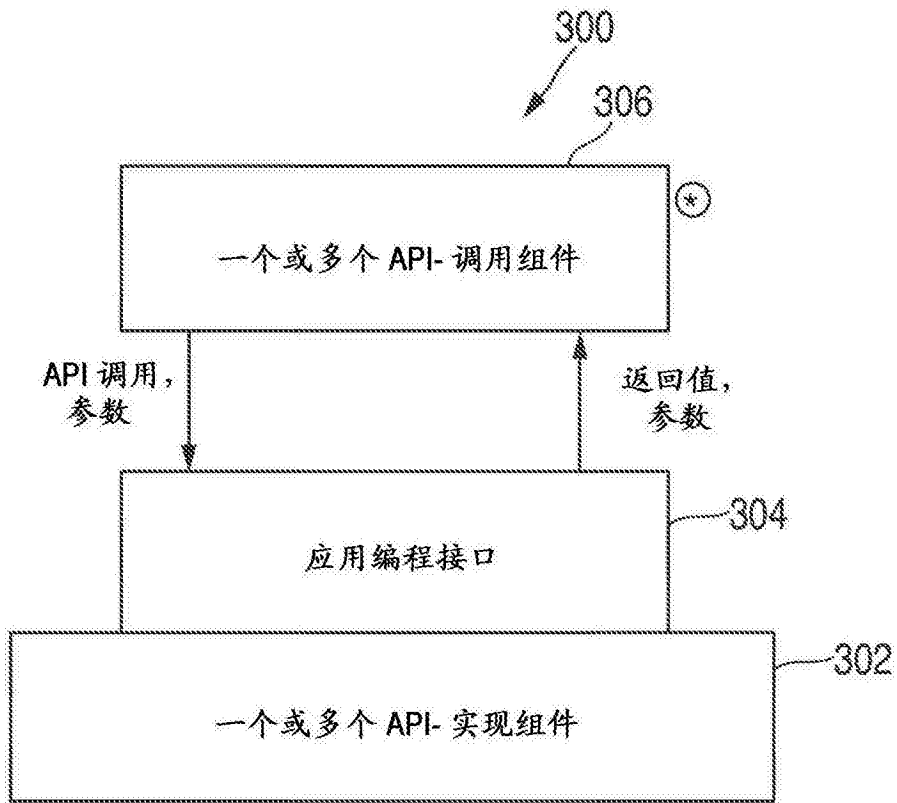 300
306
*
一个或多个 API- 调用组件
API 调用,
参数
返回值,
参数
304
应用编程接口
302
一个或多个 API- 实现组件